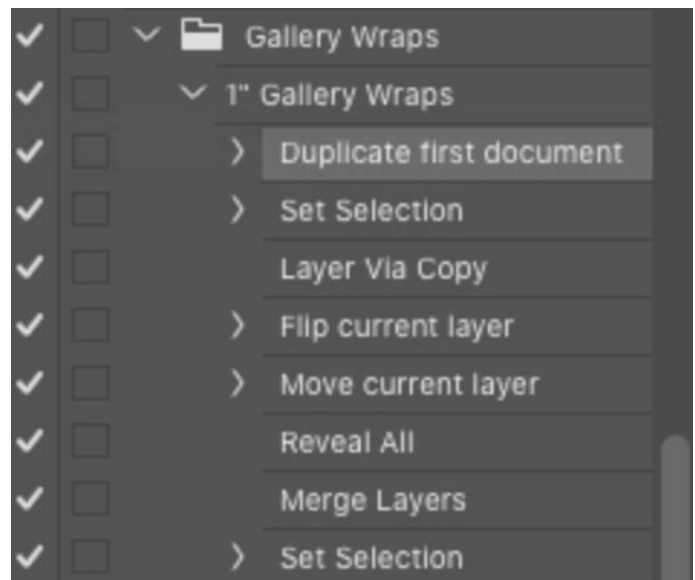 Gallery Wraps
1" Gallery Wraps
Duplicate first document
Set Selection
Layer Via Copy
Flip current layer
Move current layer
Reveal All
Merge Layers
Set Selection